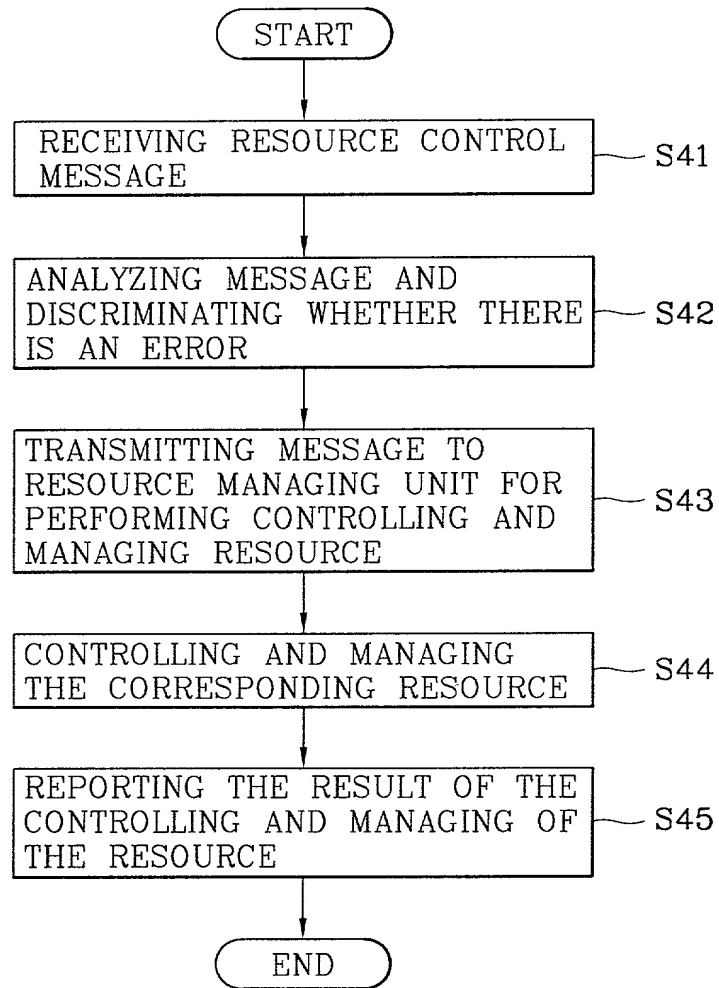 START
RECEIVING RESOURCE CONTROL
MESSAGE
S41
ANALYZING MESSAGE AND
DISCRIMINATING WHETHER THERE
IS AN ERROR
S42
TRANSMITTING MESSAGE TO
RESOURCE MANAGING UNIT FOR
PERFORMING CONTROLLING AND
MANAGING RESOURCE
S43
CONTROLLING AND MANAGING
THE CORRESPONDING RESOURCE
S44
REPORTING THE RESULT OF THE
CONTROLLING AND MANAGING OF
THE RESOURCE
S45
END